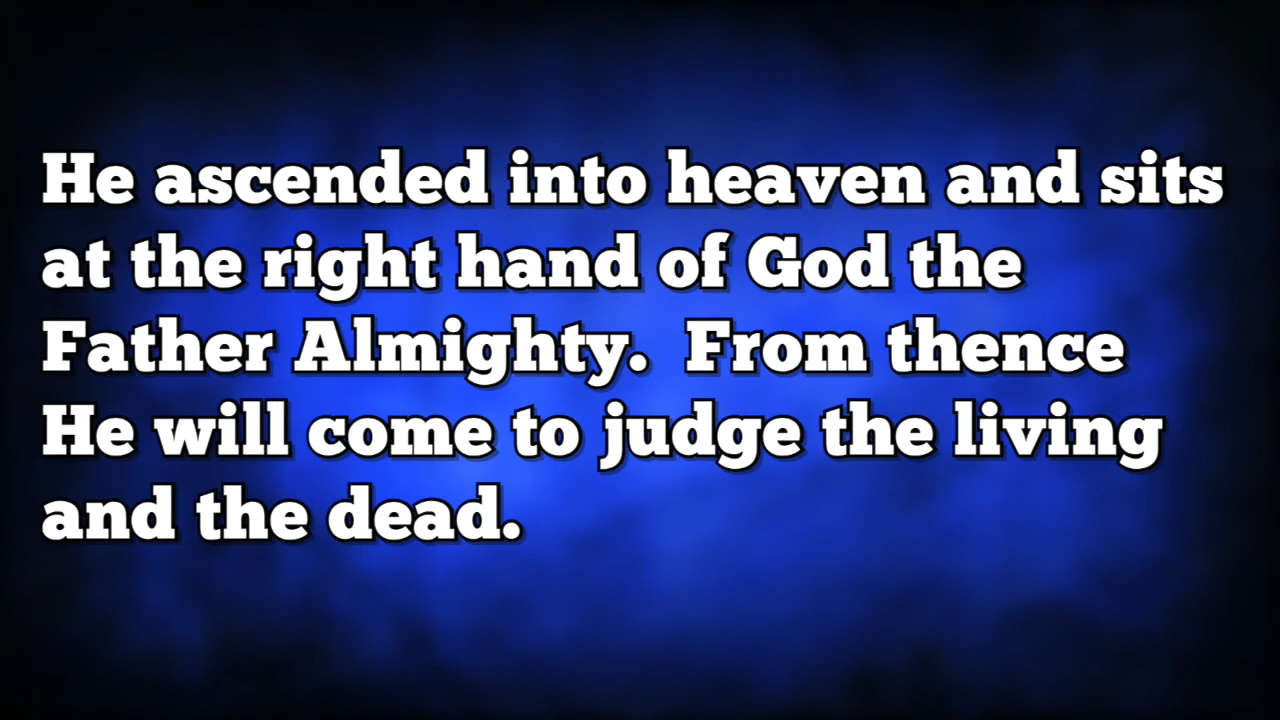 He ascended into heaven and sits
at the right hand of God the
Father Almighty.  From thence
He will come to judge the living
and the dead.